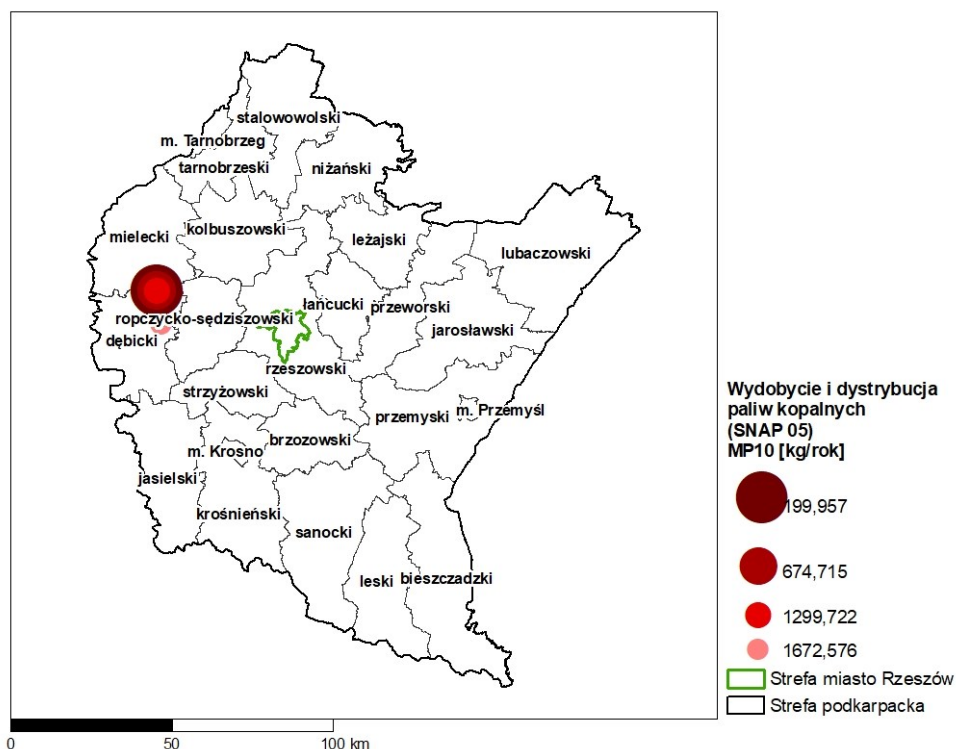 stalowowolski
m. Tarnobrzeg
tarnobrzeski
niżański
kolbuszowski
mielecki
leżajski
lubaczowski
łańcucki
przeworski
ropczycko-sędziszowski
jarosławski
dębicki
rzeszowski
strzyżowski
przemyski
m. Przemyśl
brzozowski
m. Krosno
jasielski
krośnieński
sanocki
leski
bieszczadzki
Wydobycie i dystrybucja
paliw kopalnych
(SNAP 05)
MP10 [kg/rok]
199,957
674,715
1299,722
1672,576
Strefa miasto Rzeszów
Strefa podkarpacka
0 50 100 km